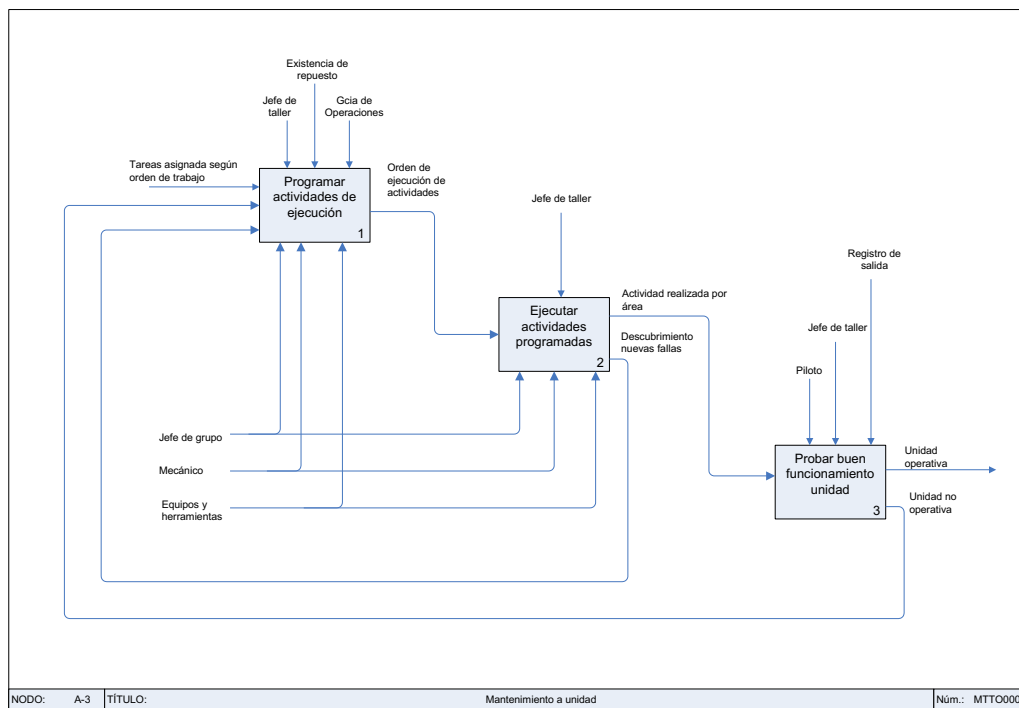 Existencia de
repuesto
Jefe de
taller
Gcia de
Operaciones
Tareas asignada según
orden de trabajo
Programar
actividades de
ejecución
1
Orden de
ejecución de
actividades
Jefe de taller
Ejecutar
actividades
programadas
2
Actividad realizada por
área
Descubrimiento
nuevas fallas
Registro de
salida
Jefe de taller
Piloto
Jefe de grupo
Mecánico
Equipos y
herramientas
Probar buen
funcionamiento
unidad
3
Unidad
operativa
Unidad no
operativa
NODO: A-3 TÍTULO: Mantenimiento a unidad Núm.: MTTO000